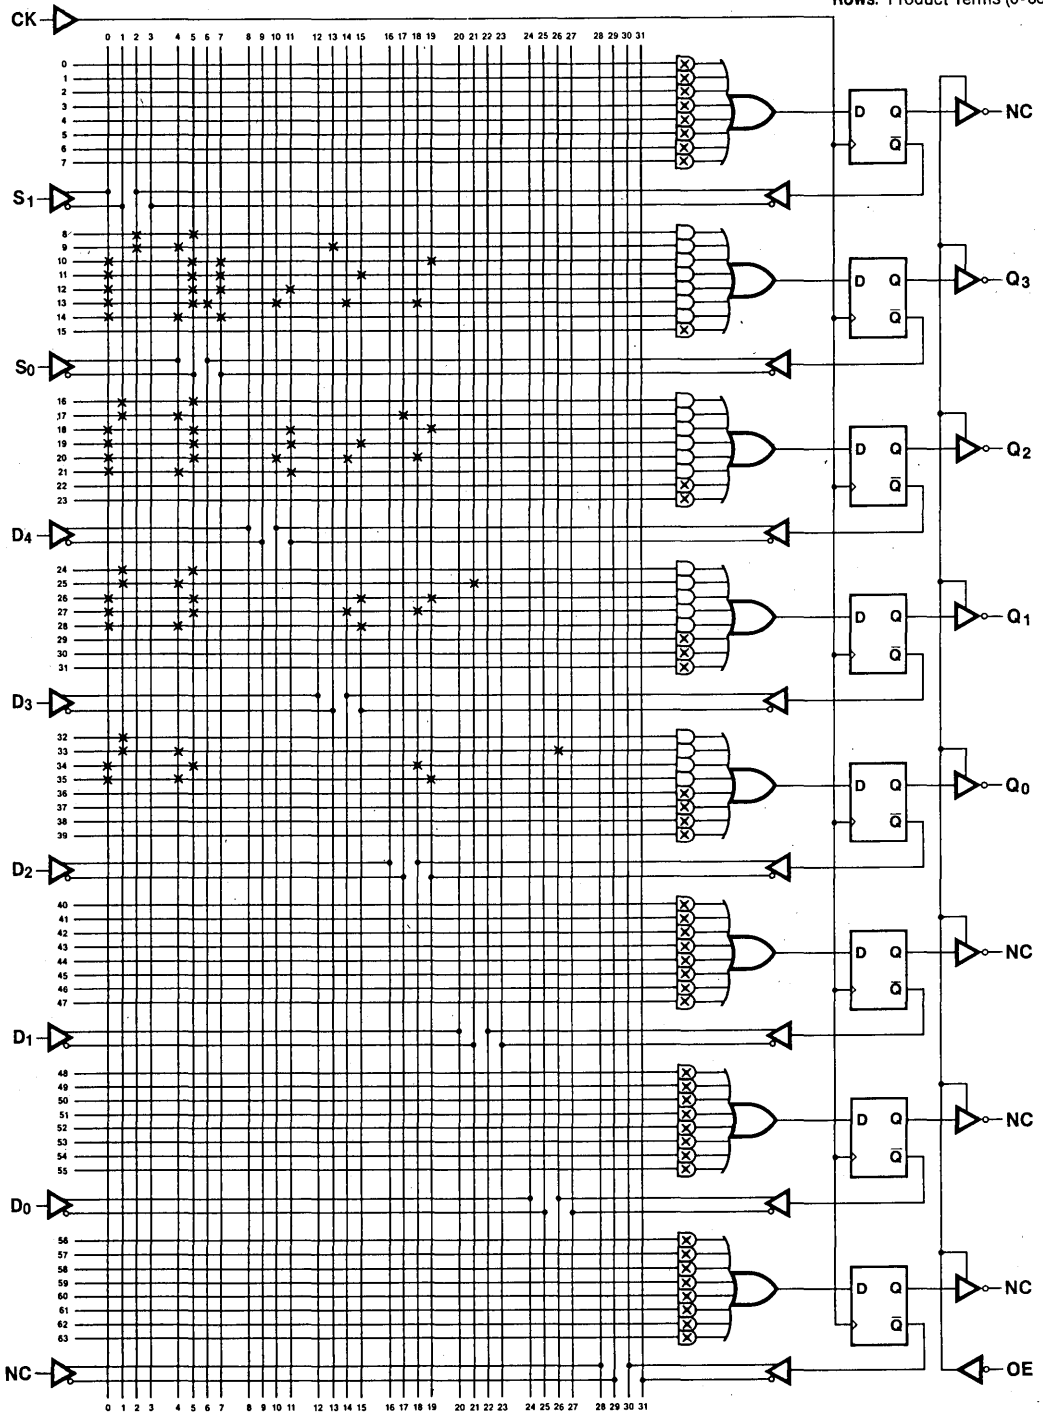 Rows: Product Terms (0-63
CK
0 1 2 3 4 5 6 7 8 9 10 11 12 13 14 15 16 17 18 19 20 21 22 23 24 25 26 27 28 29 30 31
0
1
2
3
4
5
6
7
D Q
Q̅
NC
S1
8
9
10
11
12
13
14
15
D Q
Q̅
Q3
S0
16
17
18
19
20
21
22
23
D Q
Q̅
Q2
D4
24
25
26
27
28
29
30
31
D Q
Q̅
Q1
D3
32
33
34
35
36
37
38
39
D Q
Q̅
Q0
D2
40
41
42
43
44
45
46
47
D Q
Q̅
NC
D1
48
49
50
51
52
53
54
55
D Q
Q̅
NC
D0
56
57
58
59
60
61
62
63
D Q
Q̅
NC
NC
OE
0 1 2 3 4 5 6 7 8 9 10 11 12 13 14 15 16 17 18 19 20 21 22 23 24 25 26 27 28 29 30 31